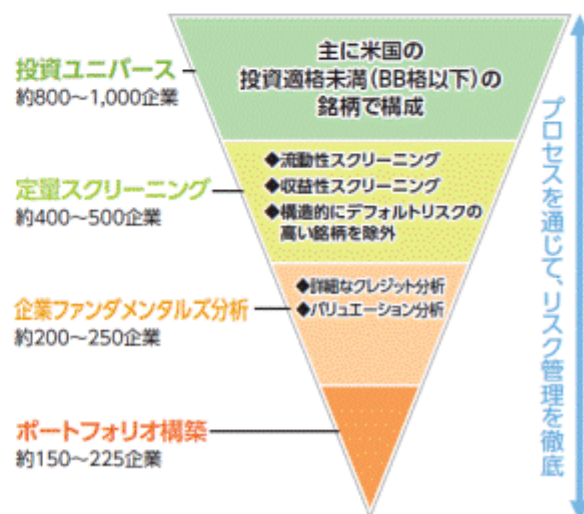 投資ユニバース
約800～1,000企業
主に米国の
投資適格未満（BB格以下）の
銘柄で構成
定量スクリーニング
約400～500企業
◆流動性スクリーニング
◆収益性スクリーニング
◆構造的にデフォルトリスクの
高い銘柄を除外
企業ファンダメンタルズ分析
約200～250企業
◆詳細なクレジット分析
◆バリュエーション分析
ポートフォリオ構築
約150～225企業
プロセスを通じて、リスク管理を徹底